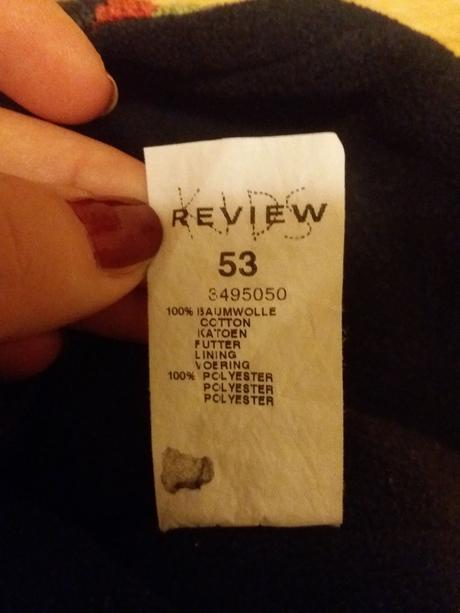 KIDS
REVIEW
53
3495050
100% BAUMWOLLE
COTTON
KATOEN
FUTTER
LINING
VOERING
100% POLYESTER
POLYESTER
POLYESTER